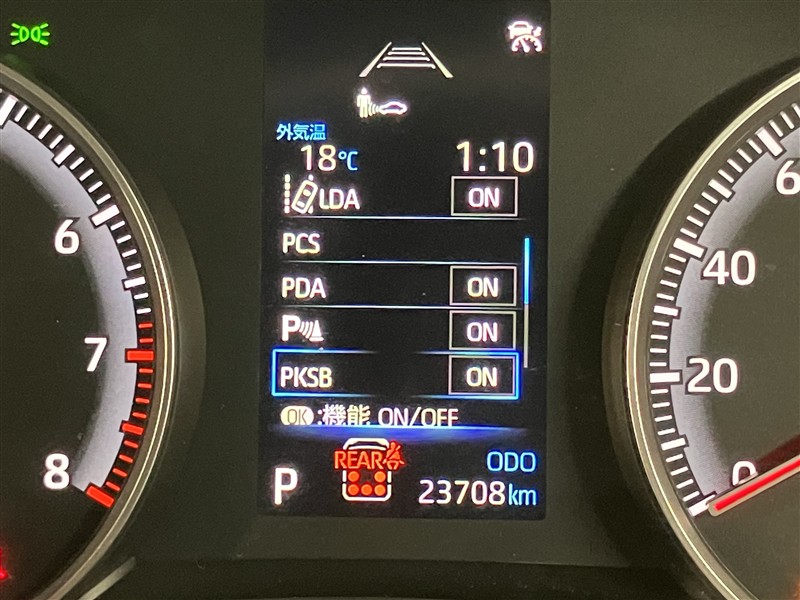 外気温
18℃ 1:10
LDA ON
PCS
PDA ON
P ON
PKSB ON
OK :機能 ON/OFF
REAR
ODO
P 23708km
6
7
8
6
40
20
0